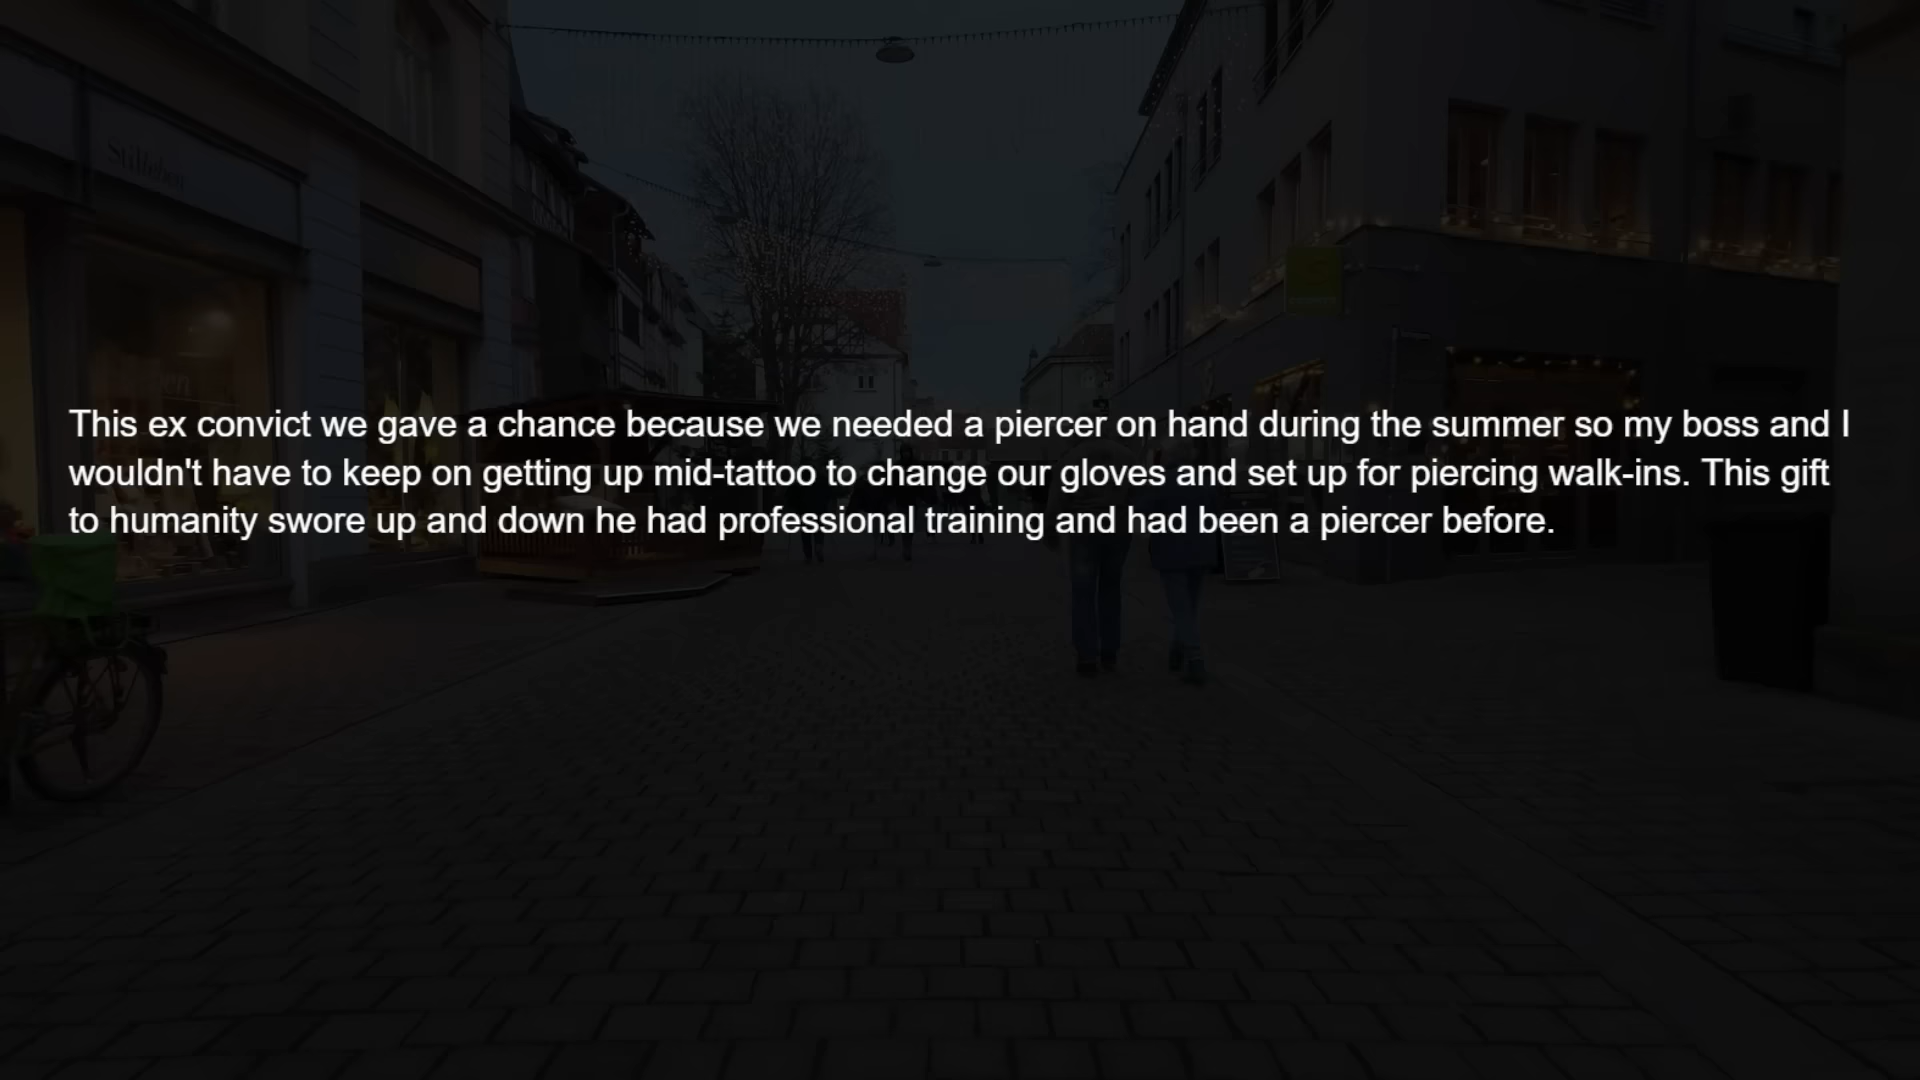 Stilleben
This ex convict we gave a chance because we needed a piercer on hand during the summer so my boss and I
wouldn't have to keep on getting up mid-tattoo to change our gloves and set up for piercing walk-ins. This gift
to humanity swore up and down he had professional training and had been a piercer before.